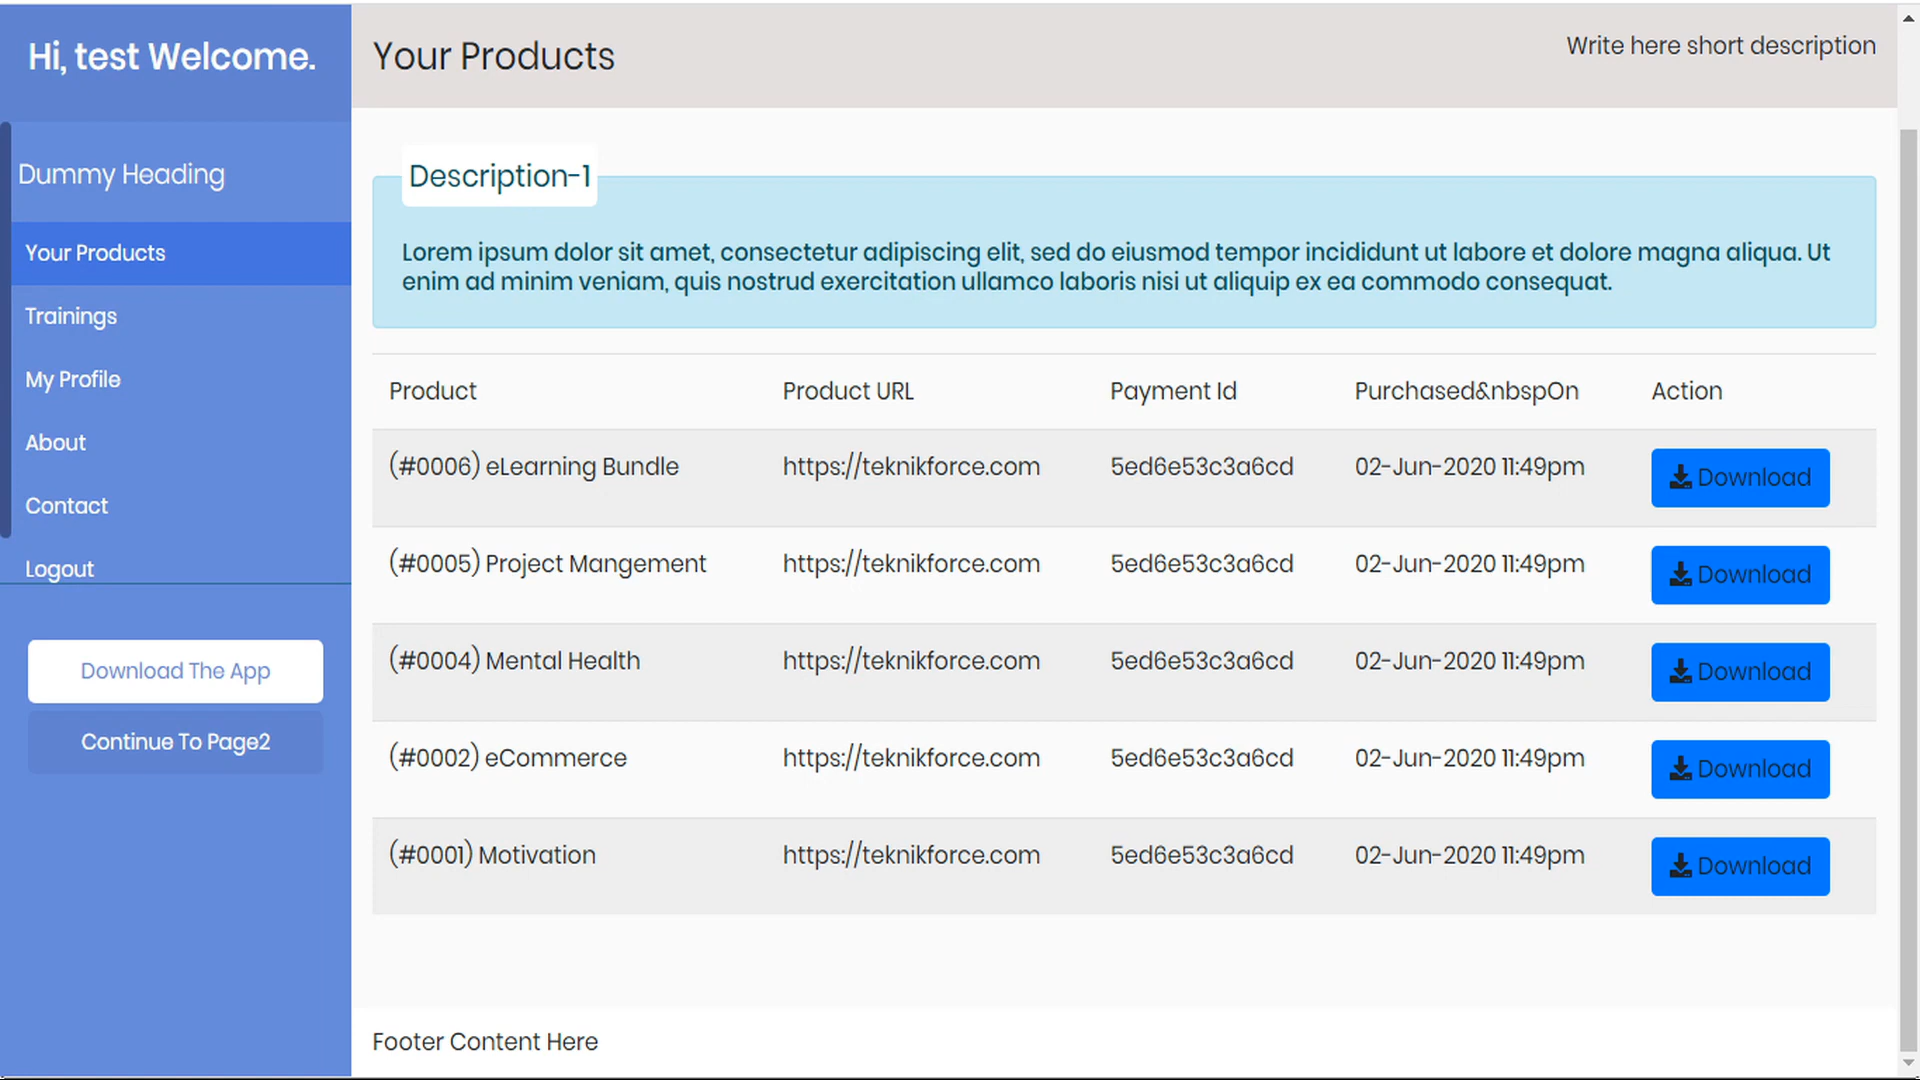 Hi, test Welcome.
Dummy Heading
Your Products
Trainings
My Profile
About
Contact
Logout
Download The App
Continue To Page2
Your Products
Write here short description
Description-1
Lorem ipsum dolor sit amet, consectetur adipiscing elit, sed do eiusmod tempor incididunt ut labore et dolore magna aliqua. Ut
enim ad minim veniam, quis nostrud exercitation ullamco laboris nisi ut aliquip ex ea commodo consequat.
Product Product URL Payment Id Purchased&nbspOn Action
(#0006) eLearning Bundle https://teknikforce.com 5ed6e53c3a6cd 02-Jun-2020 11:49pm Download
(#0005) Project Mangement https://teknikforce.com 5ed6e53c3a6cd 02-Jun-2020 11:49pm Download
(#0004) Mental Health https://teknikforce.com 5ed6e53c3a6cd 02-Jun-2020 11:49pm Download
(#0002) eCommerce https://teknikforce.com 5ed6e53c3a6cd 02-Jun-2020 11:49pm Download
(#0001) Motivation https://teknikforce.com 5ed6e53c3a6cd 02-Jun-2020 11:49pm Download
Footer Content Here